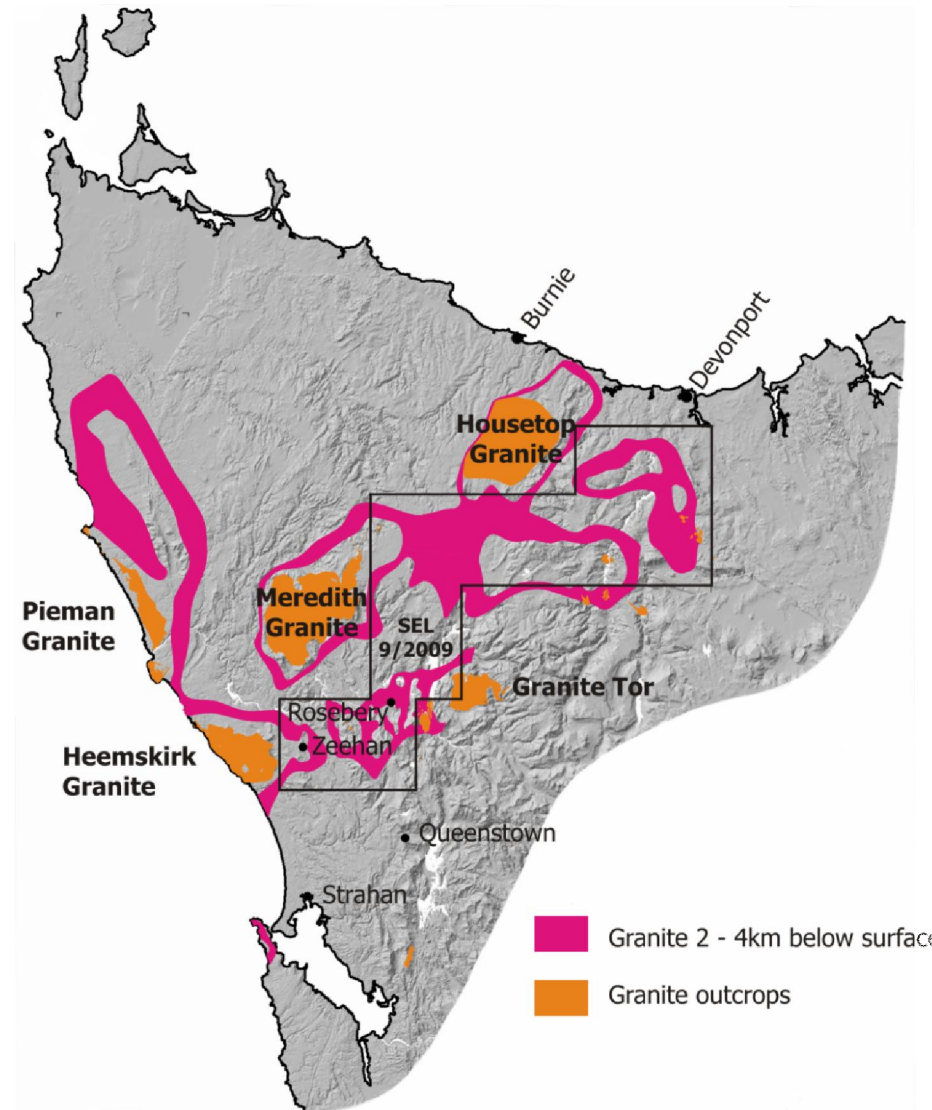 Burnie
Devonport
Housetop
Granite
Meredith
Granite
Pieman
Granite
SEL
9/2009
Granite Tor
Rosebery
Zeehan
Heemskirk
Granite
Queenstown
Strahan
Granite 2 - 4km below surface
Granite outcrops